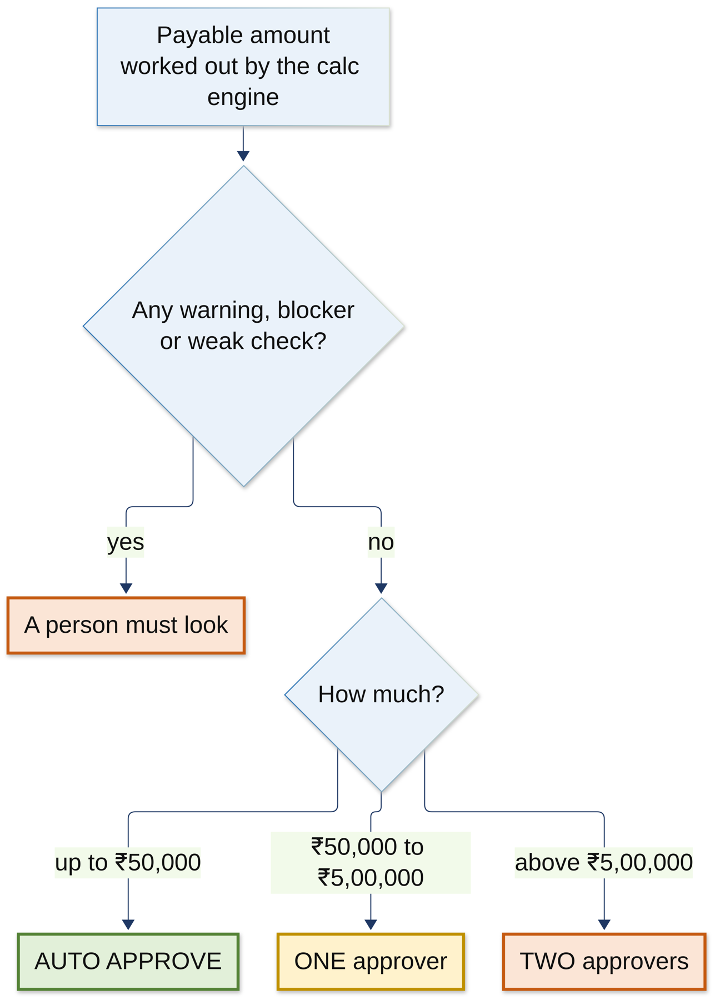 Payable amount
worked out by the calc
engine
Any warning, blocker
or weak check?
yes
no
A person must look
How much?
up to ₹50,000
₹50,000 to
₹5,00,000
above ₹5,00,000
AUTO APPROVE
ONE approver
TWO approvers